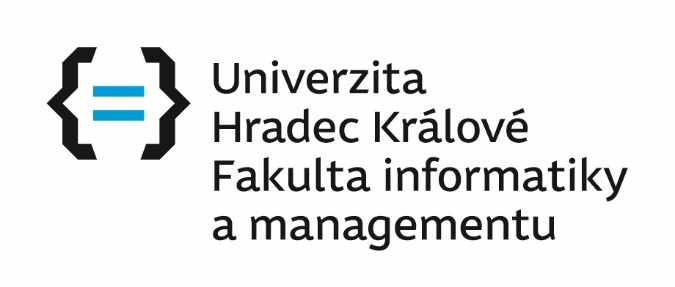 {=}
Univerzita
Hradec Králové
Fakulta informatiky
a managementu